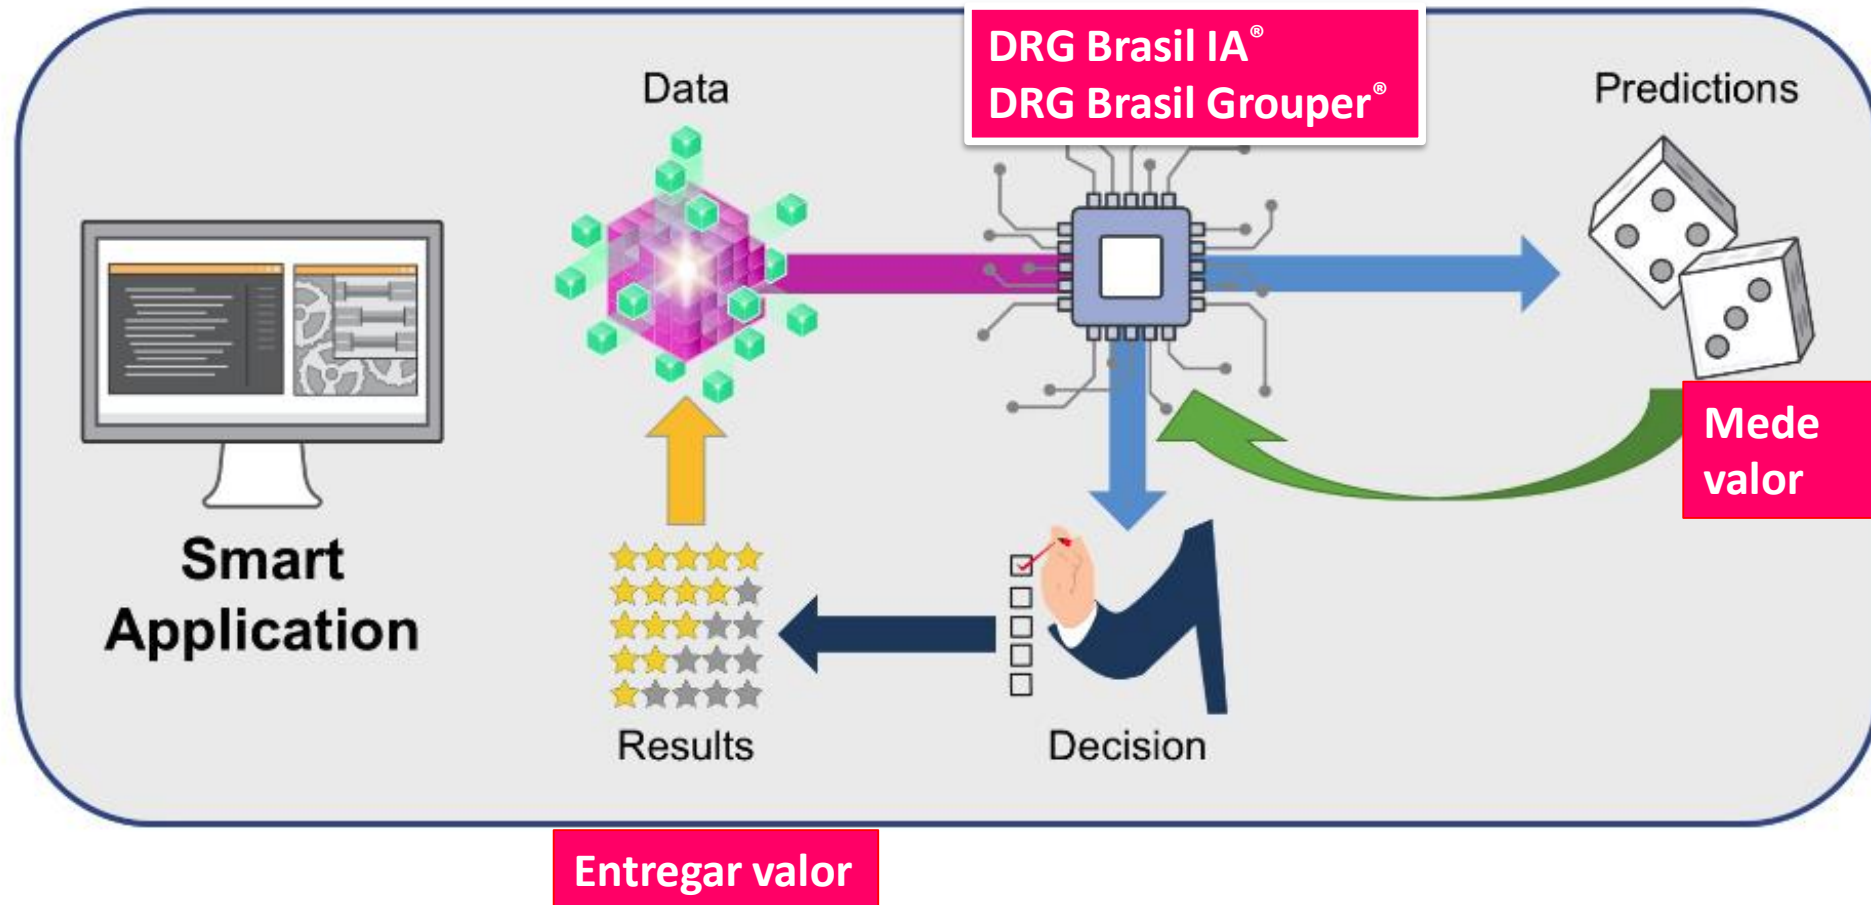 DRG Brasil IA®
DRG Brasil Grouper®
Data
Predictions
Smart
Application
Mede
valor
Results
Decision
Entregar valor